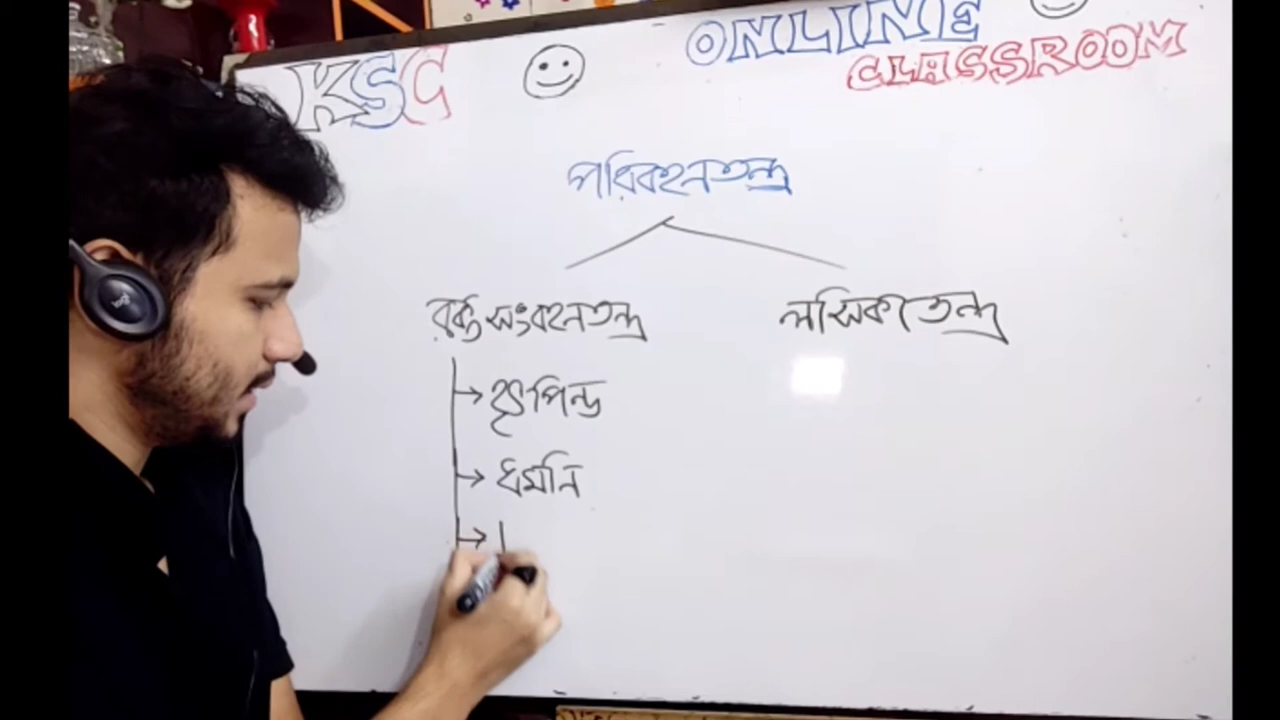 KSC
ONLINE
CLASSROOM
পরিবহনতন্ত্র
রক্ত সংবহনতন্ত্র
লসিকাতন্ত্র
হৃৎপিন্ড
ধমনি